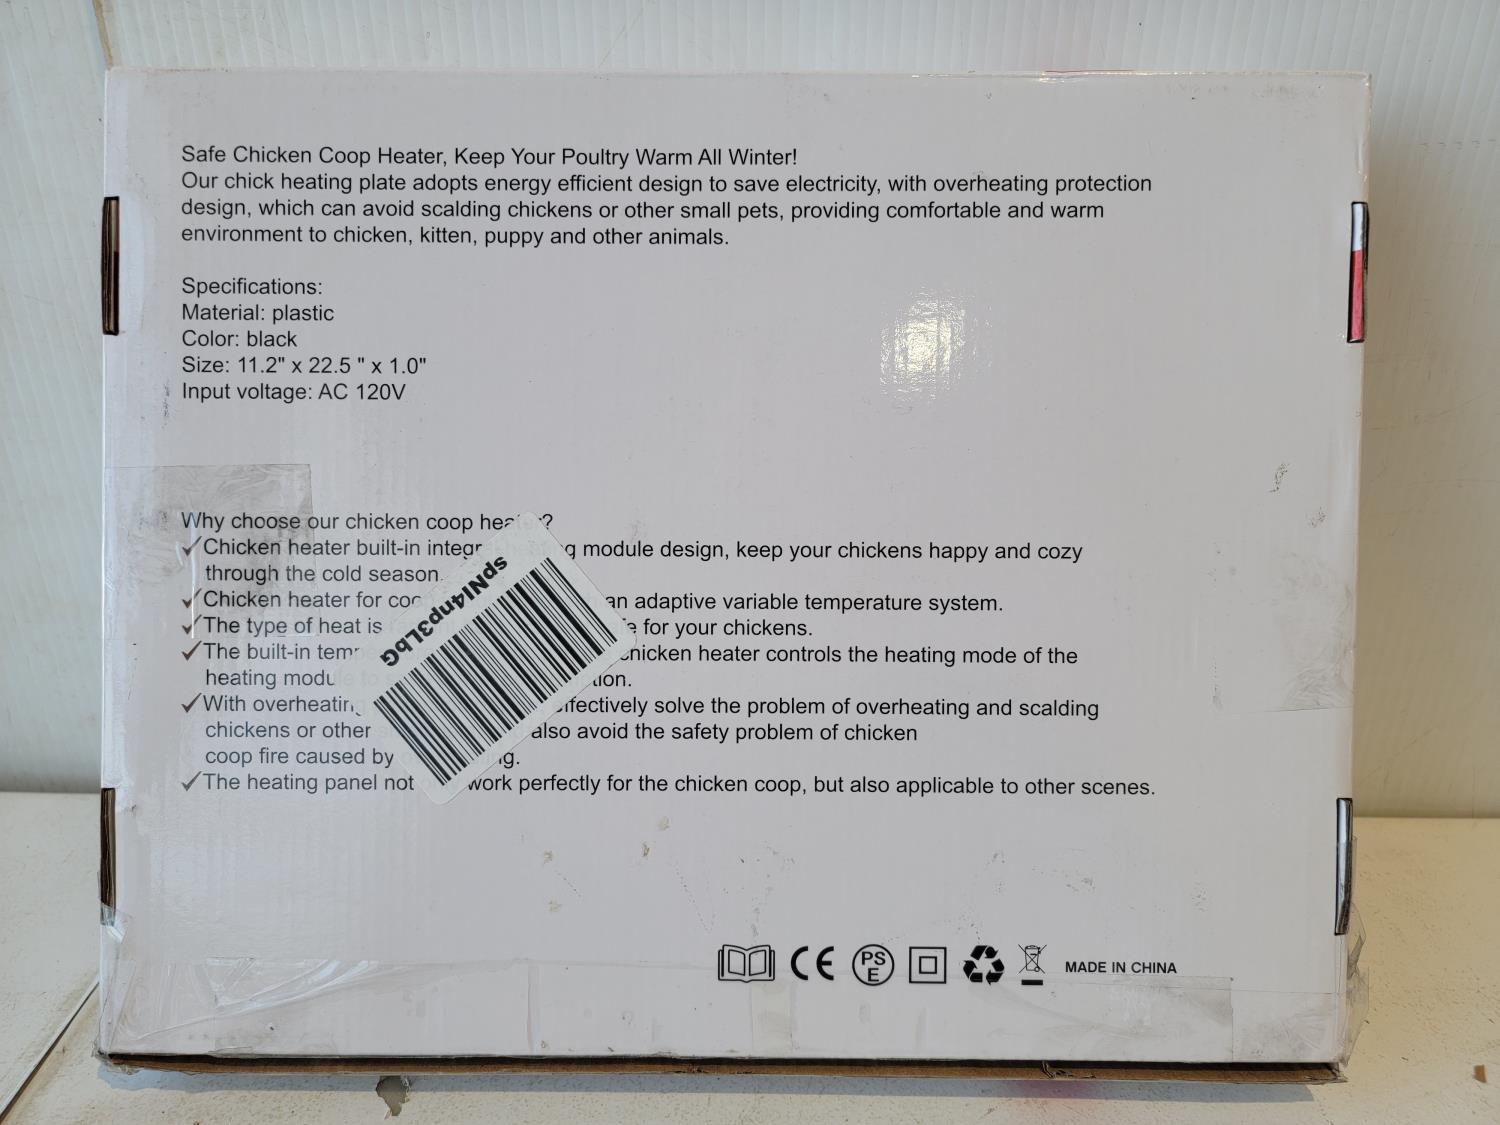 Safe Chicken Coop Heater, Keep Your Poultry Warm All Winter!
Our chick heating plate adopts energy efficient design to save electricity, with overheating protection
design, which can avoid scalding chickens or other small pets, providing comfortable and warm
environment to chicken, kitten, puppy and other animals.
Specifications:
Material: plastic
Color: black
Size: 11.2" x 22.5 " x 1.0"
Input voltage: AC 120V
Why choose our chicken coop heater?
✓Chicken heater built-in module design, keep your chickens happy and cozy
through the cold season.
✓Chicken heater for an adaptive variable temperature system.
✓The type of heat is for your chickens.
✓The built-in chicken heater controls the heating mode of the
heating
✓With overheating effectively solve the problem of overheating and scalding
chickens or other also avoid the safety problem of chicken
coop fire caused by
✓The heating panel not work perfectly for the chicken coop, but also applicable to other scenes.
spNI4np3LbG
CE PSE MADE IN CHINA